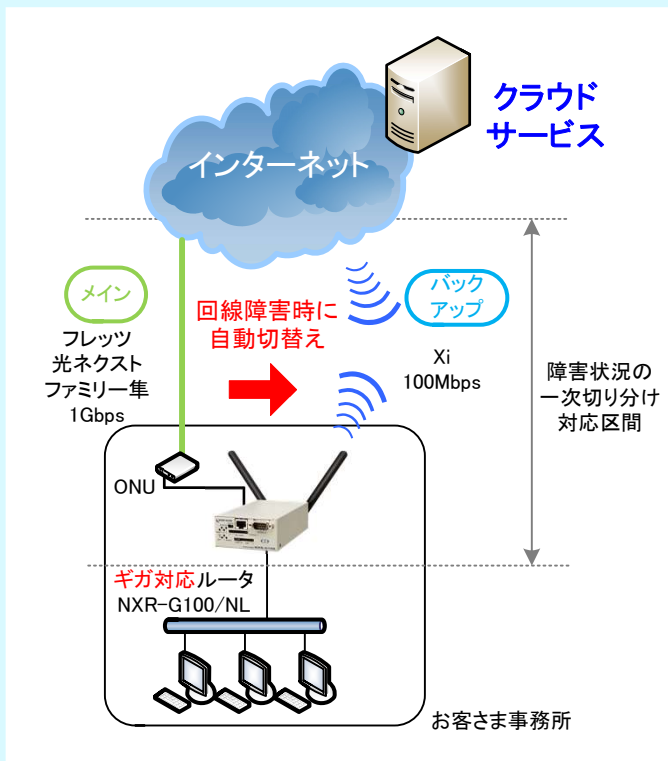 クラウド
サービス
インターネット
メイン
フレッツ
光ネクスト
ファミリー隼
1Gbps
回線障害時に
自動切替え
バック
アップ
Xi
100Mbps
障害状況の
一次切り分け
対応区間
ONU
ギガ対応ルータ
NXR-G100/NL
お客さま事務所